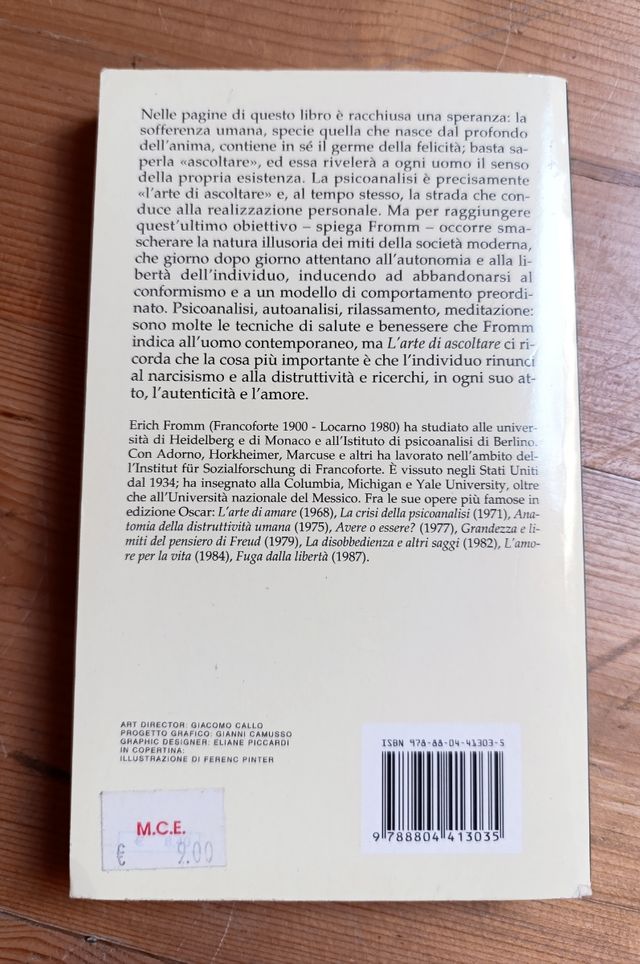 Nelle pagine di questo libro è racchiusa una speranza: la
sofferenza umana, specie quella che nasce dal profondo
dell'anima, contiene in sé il germe della felicità; basta sa-
perla «ascoltare», ed essa rivelerà a ogni uomo il senso
della propria esistenza. La psicoanalisi è precisamente
«l'arte di ascoltare» e, al tempo stesso, la strada che con-
duce alla realizzazione personale. Ma per raggiungere
quest'ultimo obiettivo – spiega Fromm – occorre sma-
scherare la natura illusoria dei miti della società moderna,
che giorno dopo giorno attentano all'autonomia e alla li-
bertà dell'individuo, inducendo ad abbandonarsi al
conformismo e a un modello di comportamento preordi-
nato. Psicoanalisi, autoanalisi, rilassamento, meditazione:
sono molte le tecniche di salute e benessere che Fromm
indica all'uomo contemporaneo, ma L'arte di ascoltare ci ri-
corda che la cosa più importante è che l'individuo rinunci
al narcisismo e alla distruttività e ricerchi, in ogni suo at-
to, l'autenticità e l'amore.
Erich Fromm (Francoforte 1900 - Locarno 1980) ha studiato alle univer-
sità di Heidelberg e di Monaco e all'Istituto di psicoanalisi di Berlino.
Con Adorno, Horkheimer, Marcuse e altri ha lavorato nell'ambito del-
l'Institut für Sozialforschung di Francoforte. È vissuto negli Stati Uniti
dal 1934; ha insegnato alla Columbia, Michigan e Yale University, oltre
che all'Università nazionale del Messico. Fra le sue opere più famose in
edizione Oscar: L'arte di amare (1968), La crisi della psicoanalisi (1971), Ana-
tomia della distruttività umana (1975), Avere o essere? (1977), Grandezza e li-
miti del pensiero di Freud (1979), La disobbedienza e altri saggi (1982), L'amo-
re per la vita (1984), Fuga dalla libertà (1987).
ART DIRECTOR: GIACOMO CALLO
PROGETTO GRAFICO: GIANNI CAMUSSO
GRAPHIC DESIGNER: ELIANE PICCARDI
IN COPERTINA:
ILLUSTRAZIONE DI FERENC PINTER
ISBN 978-88-04-41303-5
9 788804 413035
M.C.E.
€ 9.00